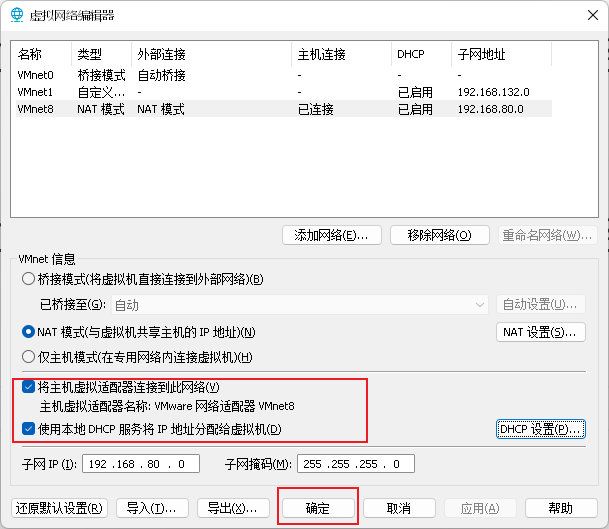 虚拟网络编辑器
名称 类型 外部连接 主机连接 DHCP 子网地址
VMnet0 桥接模式 自动桥接 - - -
VMnet1 自定义... - - 已启用 192.168.132.0
VMnet8 NAT 模式 NAT 模式 已连接 已启用 192.168.80.0
添加网络(E)... 移除网络(O) 重命名网络(W)...
VMnet 信息
桥接模式(将虚拟机直接连接到外部网络)(B)
已桥接至(G): 自动 自动设置(U)...
NAT 模式(与虚拟机共享主机的 IP 地址)(N) NAT 设置(S)...
仅主机模式(在专用网络内连接虚拟机)(H)
将主机虚拟适配器连接到此网络(V)
主机虚拟适配器名称: VMware 网络适配器 VMnet8
使用本地 DHCP 服务将 IP 地址分配给虚拟机(D) DHCP 设置(P)...
子网 IP (I): 192 .168 . 80 . 0 子网掩码(M): 255 .255 .255 . 0
还原默认设置(R) 导入(T)... 导出(X)... 确定 取消 应用(A) 帮助